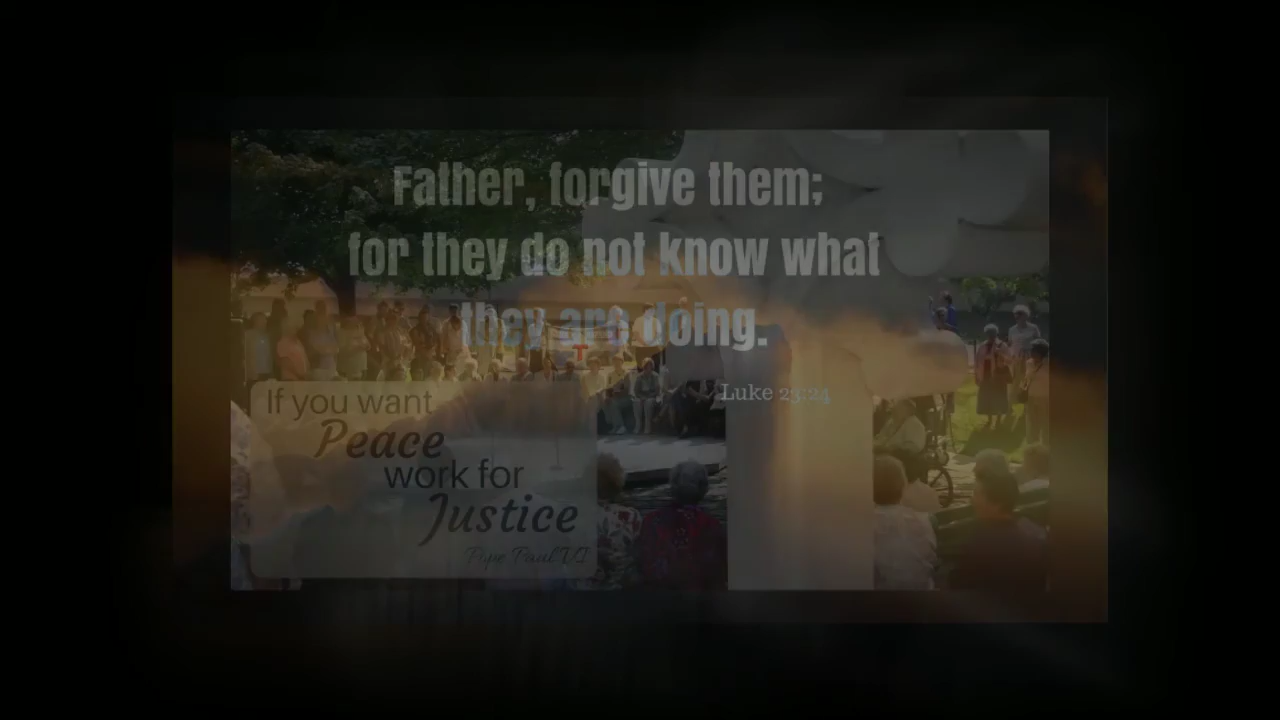 Father, forgive them;
for they do not know what
they are doing.
Luke 23:24
If you want
Peace
work for
Justice
Pope Paul VI